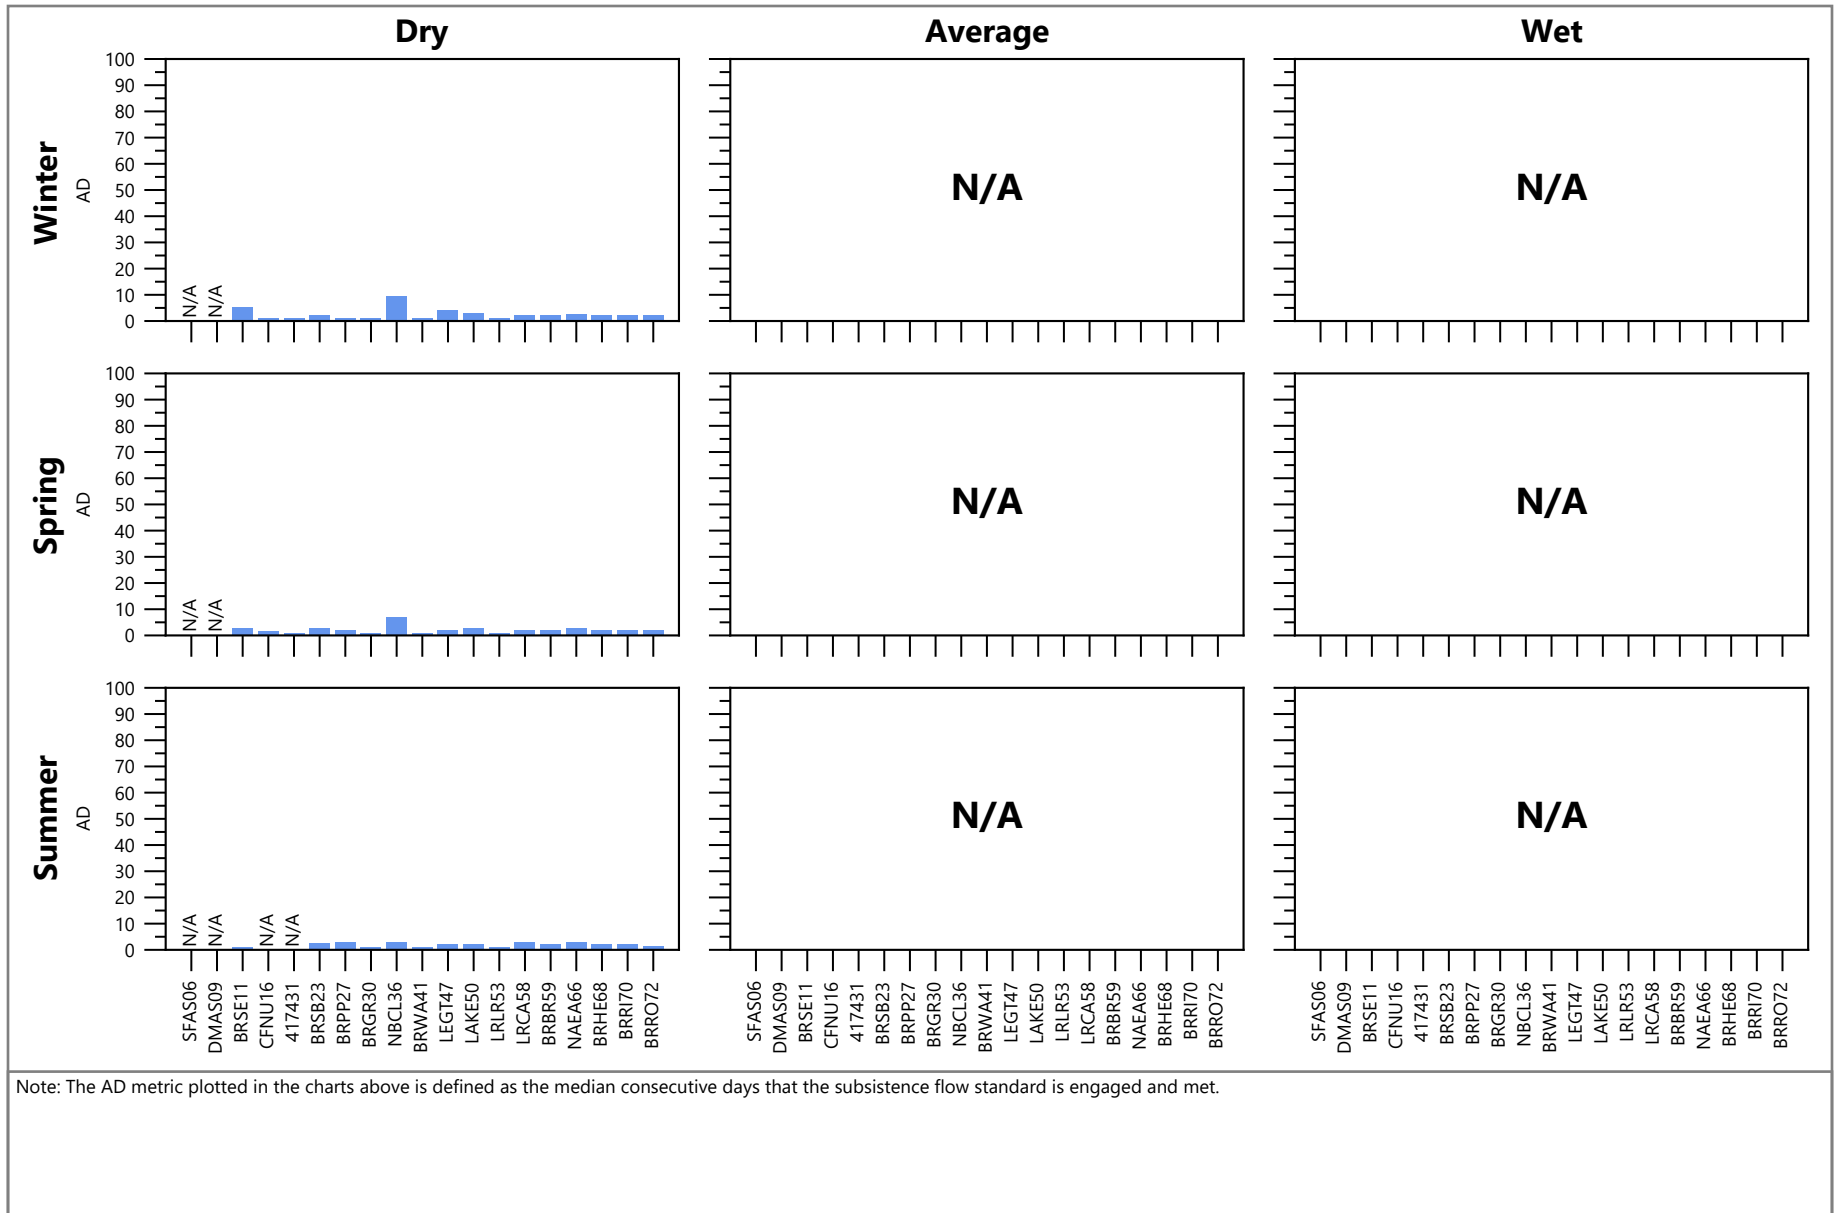 Dry Average Wet
Winter
AD
100
90
80
70
60
50
40
30
20
10
0
N/A N/A
N/A
N/A
Spring
AD
100
90
80
70
60
50
40
30
20
10
0
N/A N/A
N/A
N/A
Summer
AD
100
90
80
70
60
50
40
30
20
10
0
N/A N/A N/A N/A
N/A
N/A
SFAS06 DMAS09 BRSE11 CFNU16 417431 BRSB23 BRPP27 BRGR30 NBCL36 BRWA41 LEGT47 LAKE50 LRLR53 LRCA58 BRBR59 NAEA66 BRHE68 BRRI70 BRRO72
SFAS06 DMAS09 BRSE11 CFNU16 417431 BRSB23 BRPP27 BRGR30 NBCL36 BRWA41 LEGT47 LAKE50 LRLR53 LRCA58 BRBR59 NAEA66 BRHE68 BRRI70 BRRO72
SFAS06 DMAS09 BRSE11 CFNU16 417431 BRSB23 BRPP27 BRGR30 NBCL36 BRWA41 LEGT47 LAKE50 LRLR53 LRCA58 BRBR59 NAEA66 BRHE68 BRRI70 BRRO72
Note: The AD metric plotted in the charts above is defined as the median consecutive days that the subsistence flow standard is engaged and met.